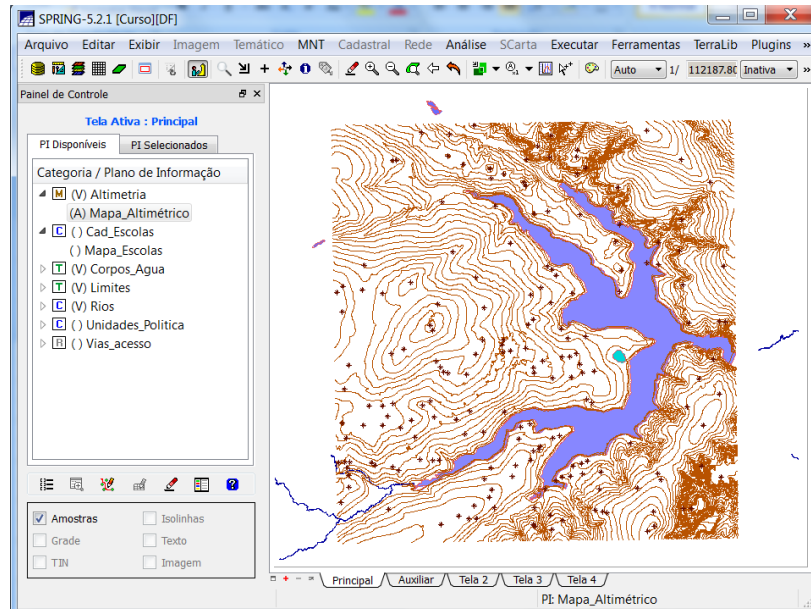 SPRING-5.2.1 [Curso][DF]
Arquivo Editar Exibir Imagem Temático MNT Cadastral Rede Análise SCarta Executar Ferramentas TerraLib Plugins »
Auto 1/ 112187.80 Inativa »
Painel de Controle
Tela Ativa : Principal
PI Disponíveis PI Selecionados
Categoria / Plano de Informação
M (V) Altimetria
(A) Mapa_Altimétrico
C ( ) Cad_Escolas
( ) Mapa_Escolas
T (V) Corpos_Agua
T (V) Limites
C (V) Rios
C ( ) Unidades_Politica
R ( ) Vias_acesso
Amostras Isolinhas
Grade Texto
TIN Imagem
Principal Auxiliar Tela 2 Tela 3 Tela 4
PI: Mapa_Altimétrico